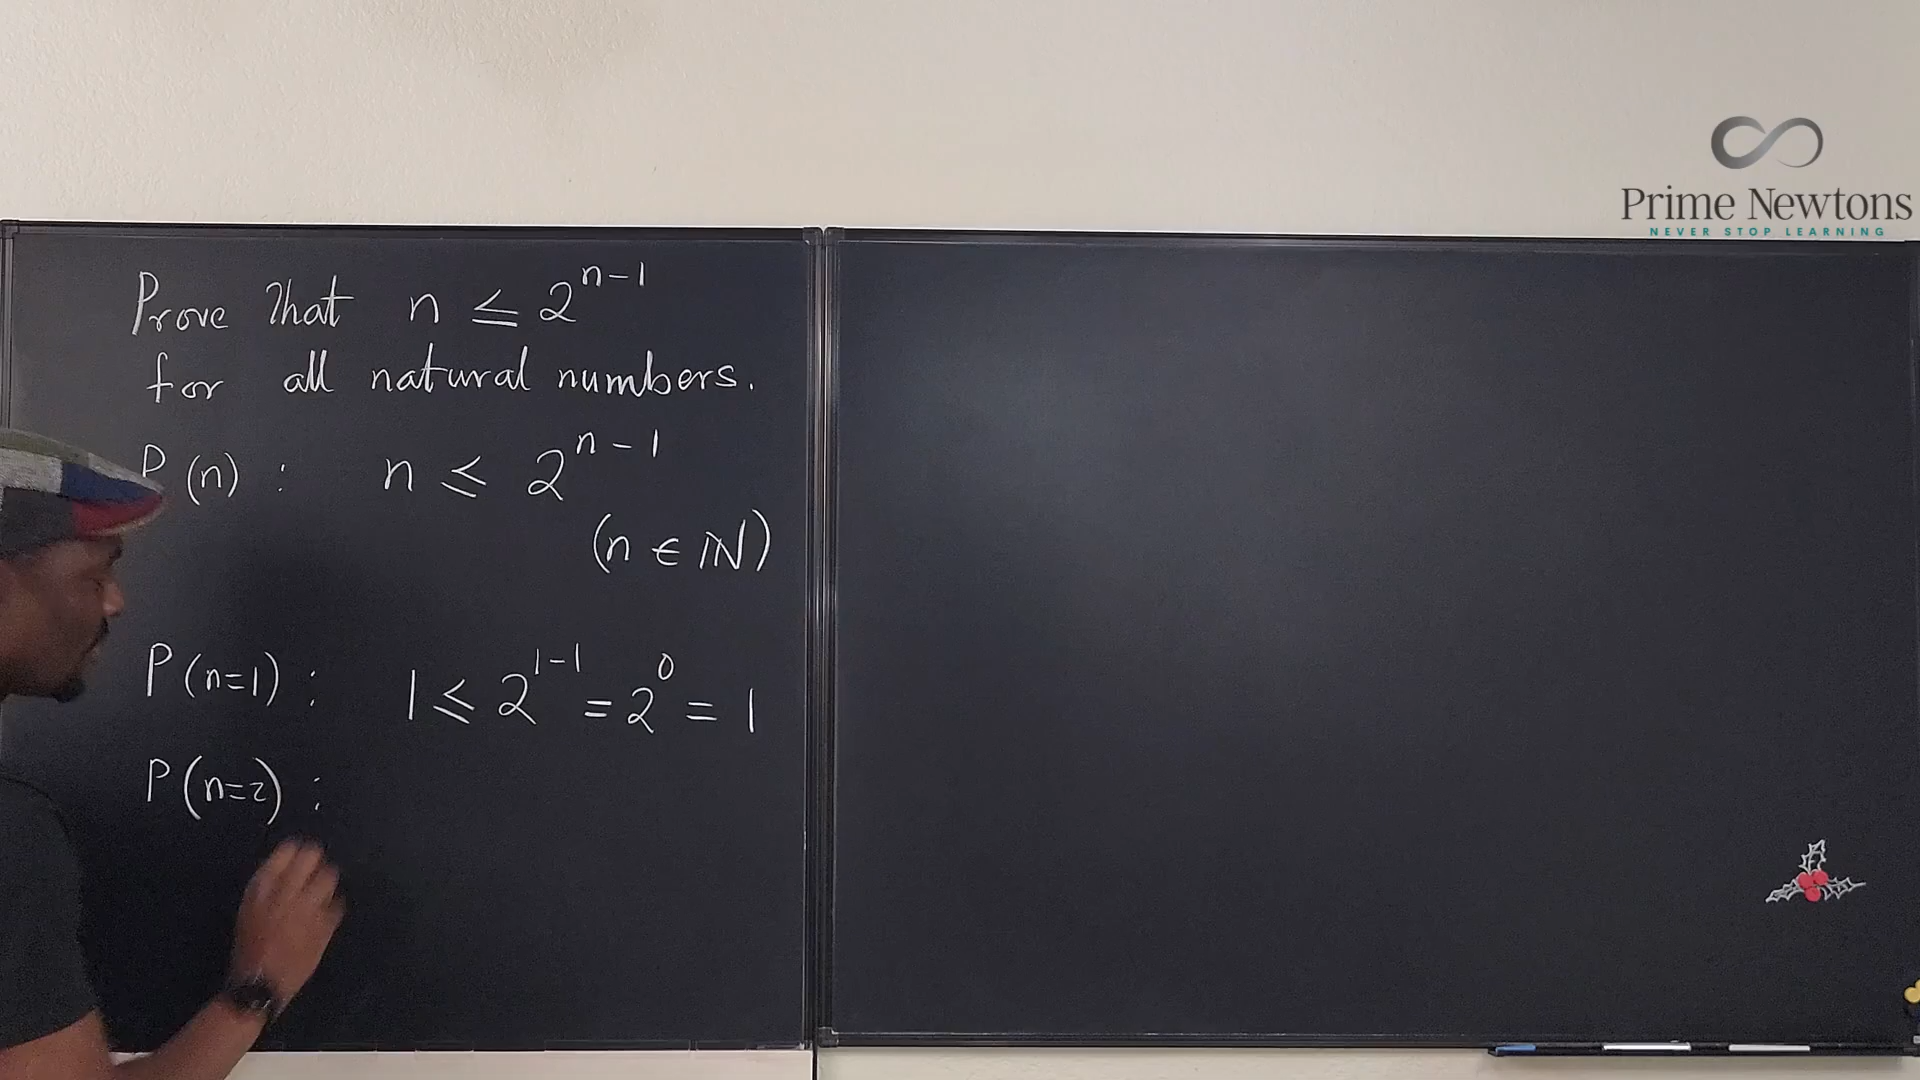 Prime Newtons
NEVER STOP LEARNING
Prove that n ≤ 2^{n-1}
for all natural numbers.
P(n) : n ≤ 2^{n-1}
(n ∈ ℕ)
P(n=1) : 1 ≤ 2^{1-1} = 2^0 = 1
P(n=2) :